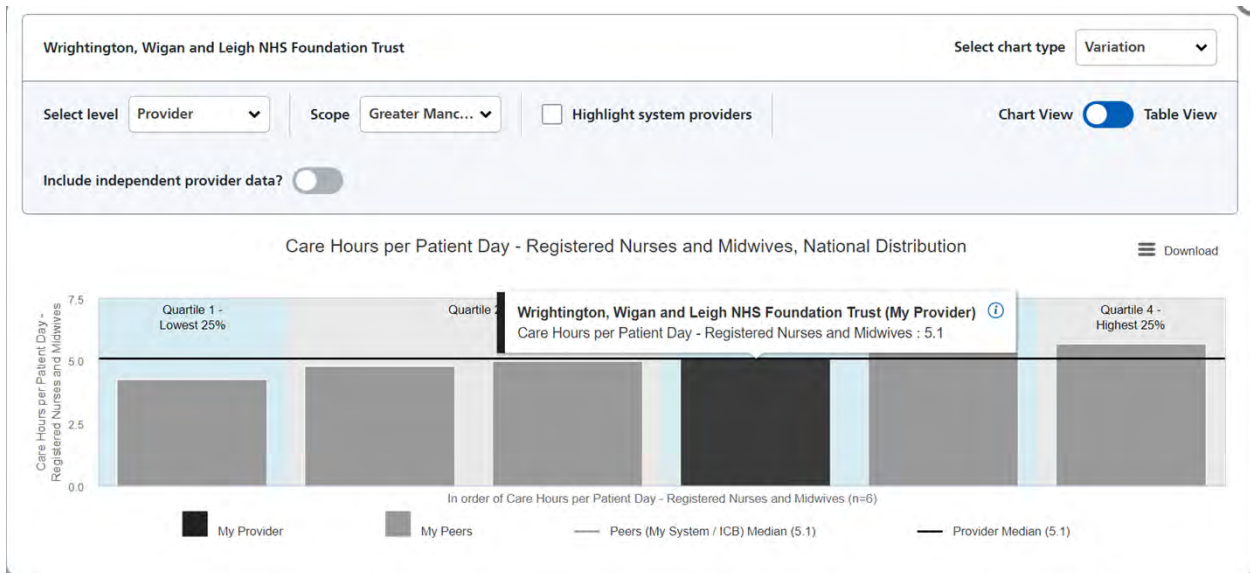 Wrightington, Wigan and Leigh NHS Foundation Trust
Select chart type Variation
Select level Provider Scope Greater Manc... Highlight system providers Chart View Table View
Include independent provider data?
Care Hours per Patient Day - Registered Nurses and Midwives, National Distribution
Download
Care Hours per Patient Day -
Registered Nurses and Midwives
7.5
5.0
2.5
0.0
Quartile 1 -
Lowest 25%
Quartile 2
Wrightington, Wigan and Leigh NHS Foundation Trust (My Provider)
Care Hours per Patient Day - Registered Nurses and Midwives : 5.1
Quartile 4 -
Highest 25%
In order of Care Hours per Patient Day - Registered Nurses and Midwives (n=6)
My Provider My Peers Peers (My System / ICB) Median (5.1) Provider Median (5.1)